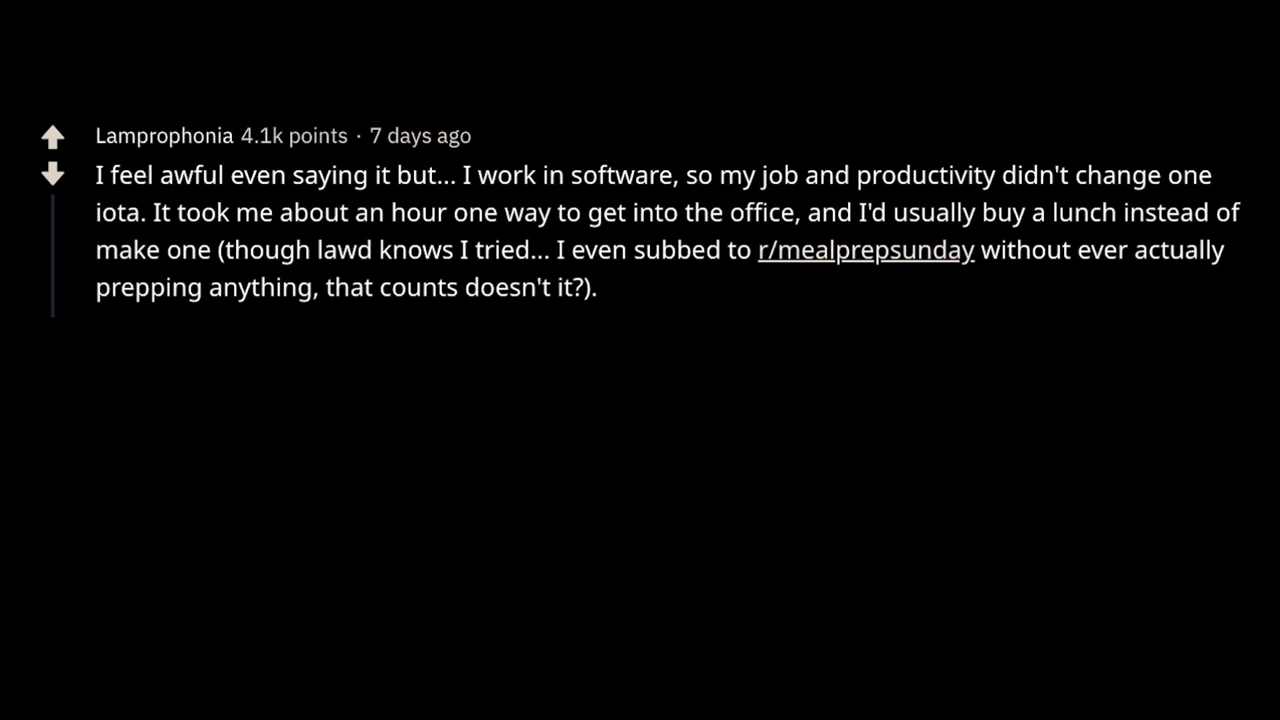 Lamprophonia 4.1k points · 7 days ago
I feel awful even saying it but... I work in software, so my job and productivity didn't change one
iota. It took me about an hour one way to get into the office, and I'd usually buy a lunch instead of
make one (though lawd knows I tried... I even subbed to r/mealprepsunday without ever actually
prepping anything, that counts doesn't it?).